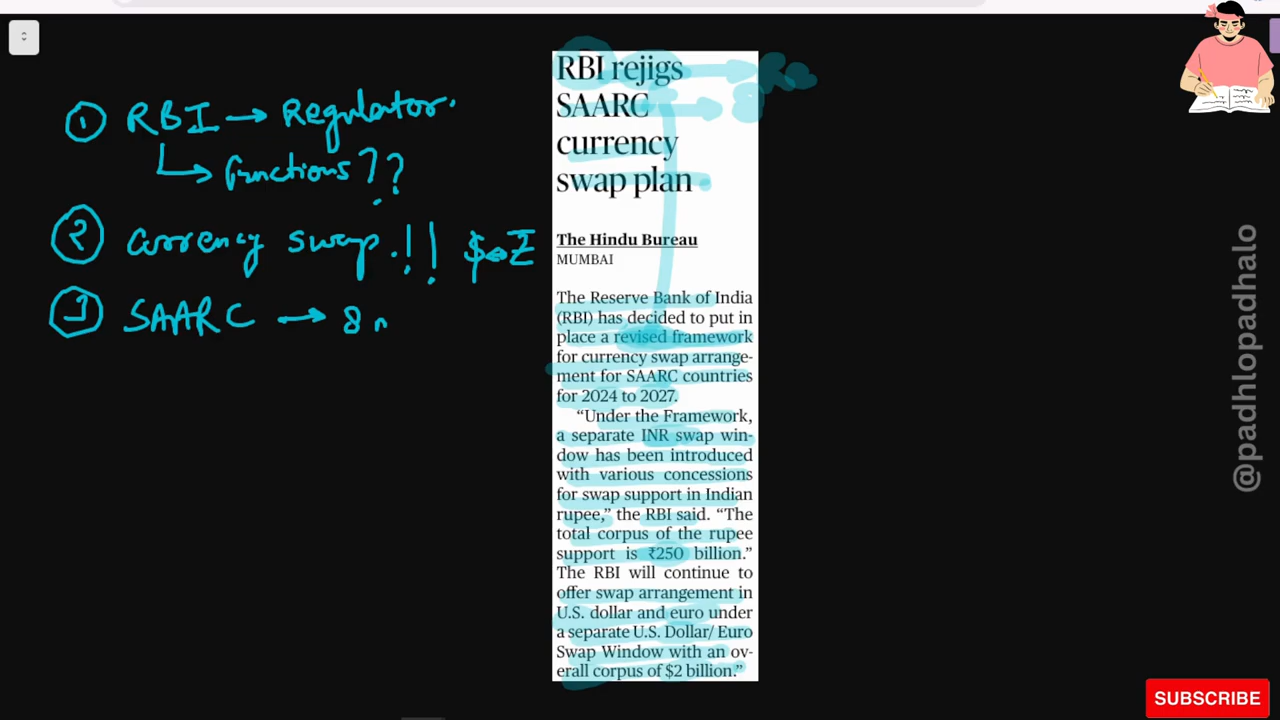 ① RBI → Regulator.
↳ functions ??
② Currency swap.!! $↔₹
③ SAARC → 8 n
RBI rejigs
SAARC
currency
swap plan
The Hindu Bureau
MUMBAI
The Reserve Bank of India
(RBI) has decided to put in
place a revised framework
for currency swap arrange-
ment for SAARC countries
for 2024 to 2027.
“Under the Framework,
a separate INR swap win-
dow has been introduced
with various concessions
for swap support in Indian
rupee,” the RBI said. “The
total corpus of the rupee
support is ₹250 billion.”
The RBI will continue to
offer swap arrangement in
U.S. dollar and euro under
a separate U.S. Dollar/ Euro
Swap Window with an ov-
erall corpus of $2 billion.”
8
@padhlopadhalo
SUBSCRIBE